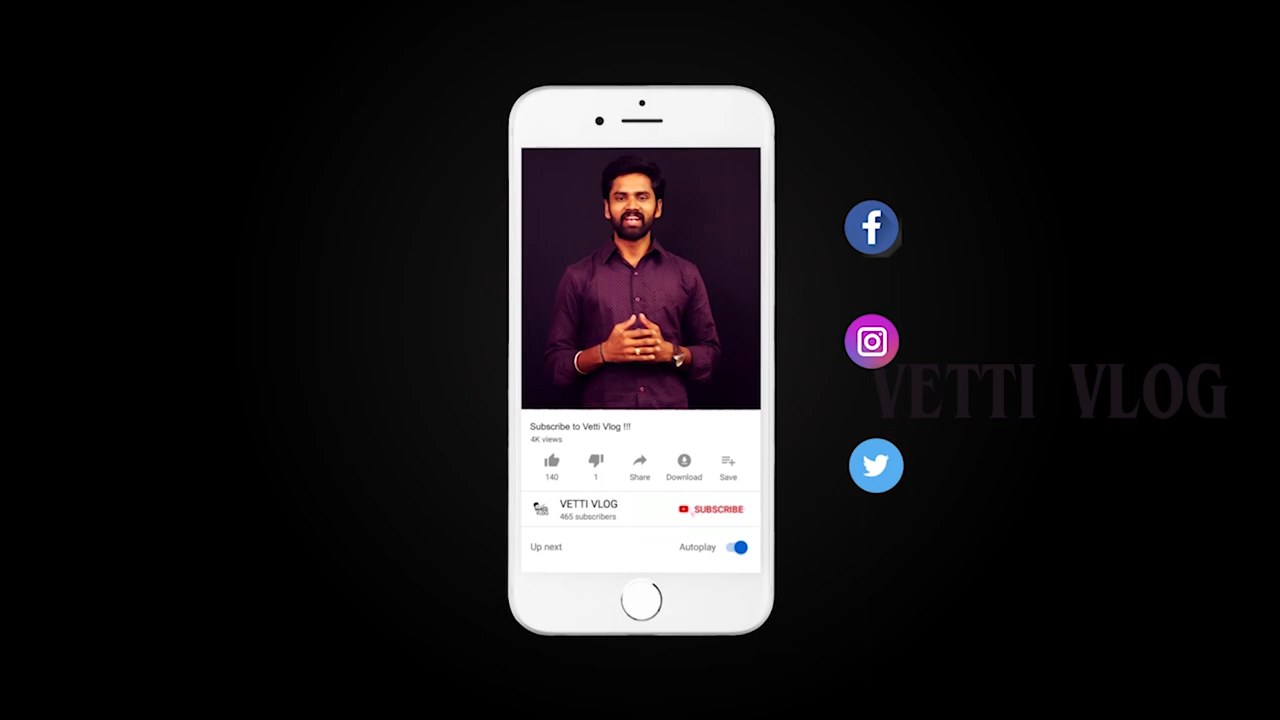 Subscribe to Vetti Vlog !!!
4K views
140 1 Share Download Save
VETTI VLOG
465 subscribers
SUBSCRIBE
Up next Autoplay
VETTI VLOG